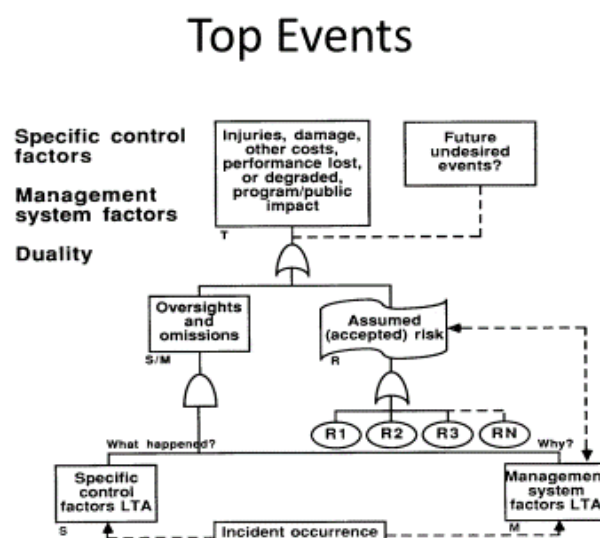 Top Events
Specific control
factors
Management
system factors
Duality
Injuries, damage,
other costs,
performance lost,
or degraded,
program/public
impact
T
Future
undesired
events?
Oversights
and
omissions
S/M
Assumed
(accepted) risk
R
R1
R2
R3
RN
What happened?
Why?
Specific
control
factors LTA
S
Management
system
factors LTA
M
Incident occurrence